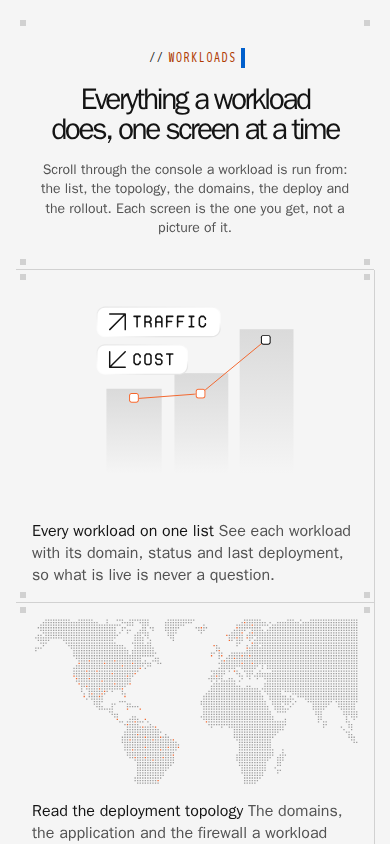 // WORKLOADS
Everything a workload
does, one screen at a time
Scroll through the console a workload is run from:
the list, the topology, the domains, the deploy and
the rollout. Each screen is the one you get, not a
picture of it.
TRAFFIC
COST
Every workload on one list See each workload
with its domain, status and last deployment,
so what is live is never a question.
Read the deployment topology The domains,
the application and the firewall a workload